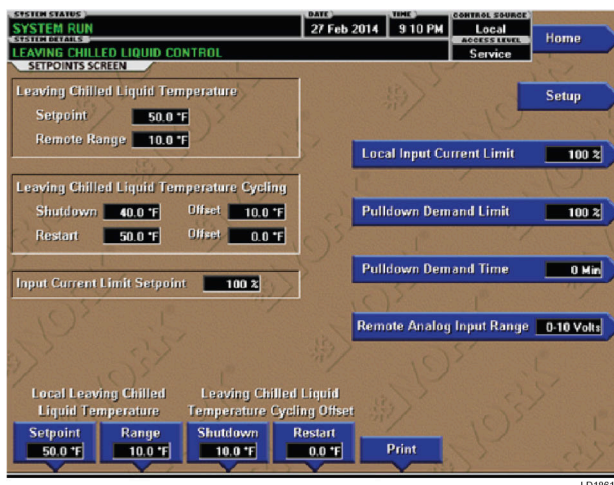 SYSTEM STATUS
SYSTEM RUN
SYSTEM DETAILS
LEAVING CHILLED LIQUID CONTROL
DATE
27 Feb 2014
TIME
9 10 PM
CONTROL SOURCE
Local
ACCESS LEVEL
Service
Home
SETPOINTS SCREEN
Leaving Chilled Liquid Temperature
Setpoint 50.0 °F
Remote Range 10.0 °F
Setup
Local Input Current Limit 100 %
Leaving Chilled Liquid Temperature Cycling
Shutdown 40.0 °F Offset 10.0 °F
Restart 50.0 °F Offset 0.0 °F
Pulldown Demand Limit 100 %
Input Current Limit Setpoint 100 %
Pulldown Demand Time 0 Min
Remote Analog Input Range 0-10 Volts
Local Leaving Chilled
Liquid Temperature
Leaving Chilled Liquid
Temperature Cycling Offset
Setpoint
50.0 °F
Range
10.0 °F
Shutdown
10.0 °F
Restart
0.0 °F
Print
YORK